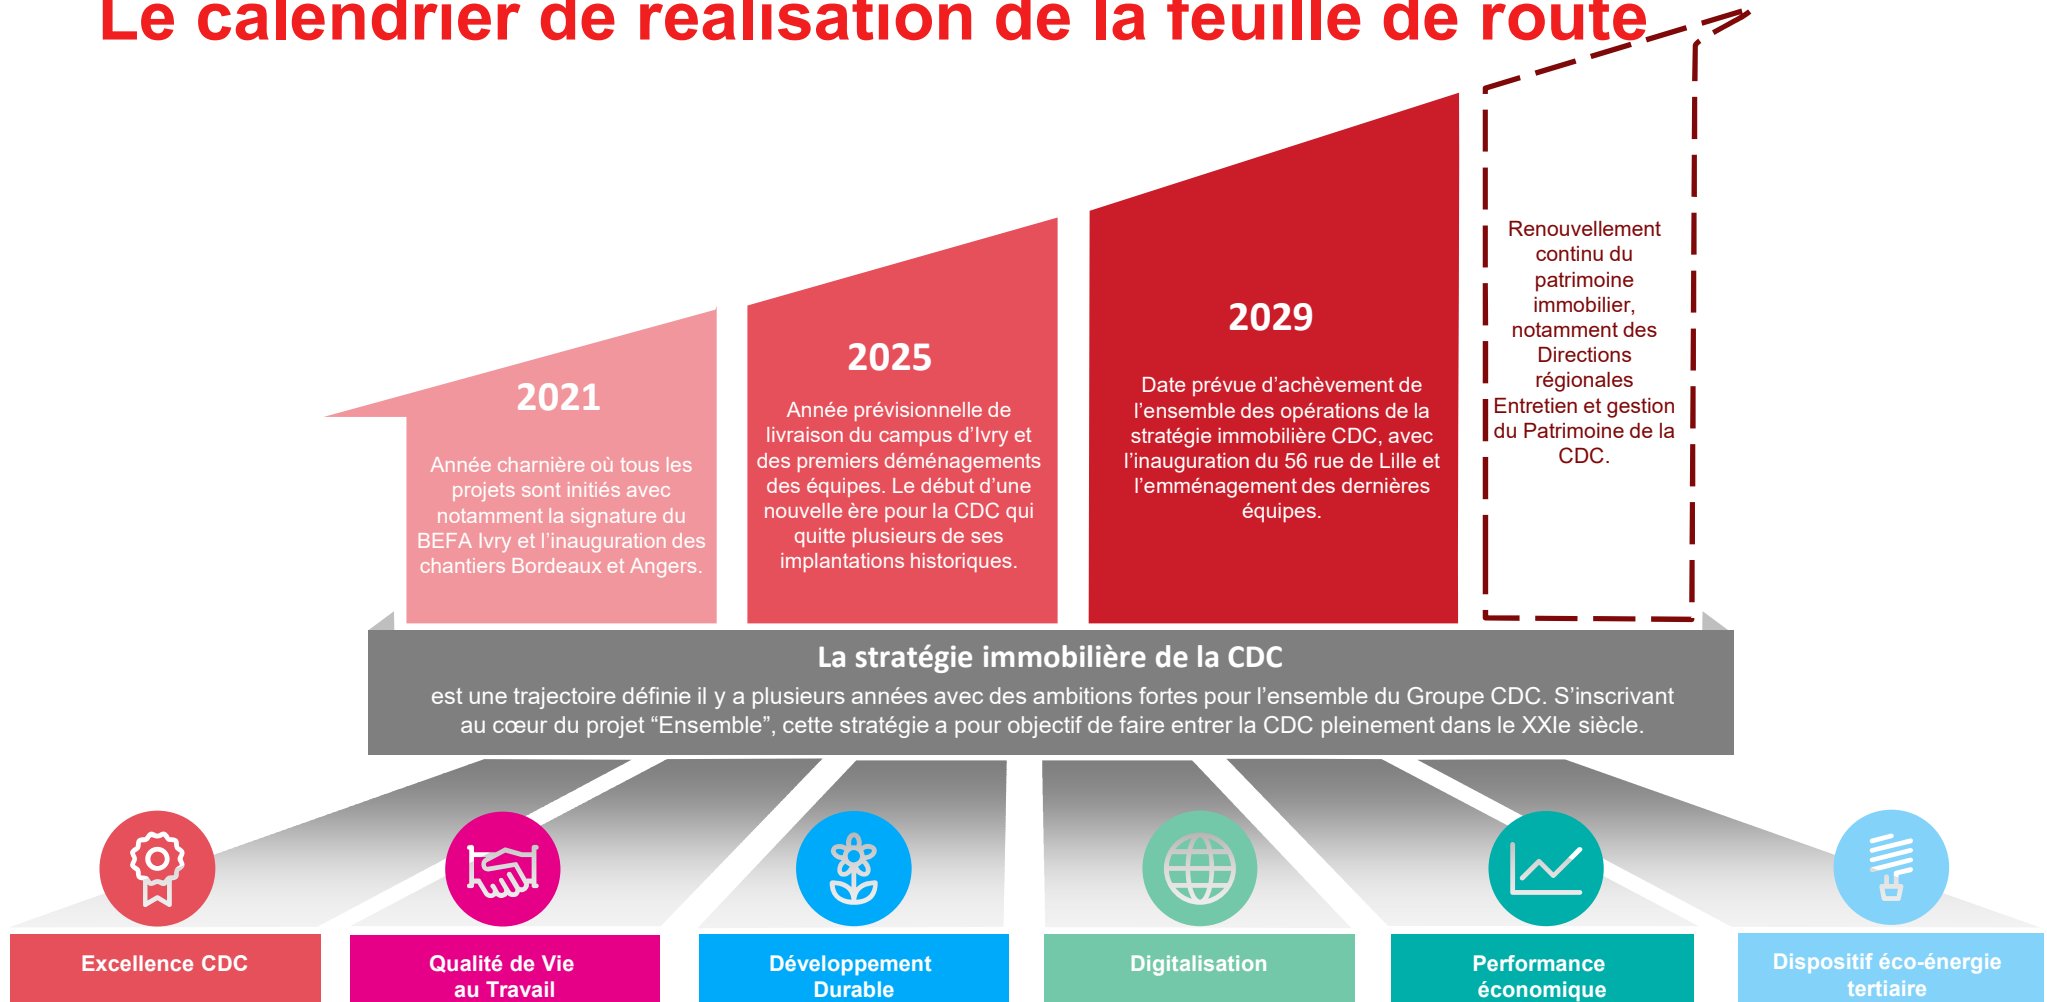 Le calendrier de réalisation de la feuille de route
2021
Année charnière où tous les
projets sont initiés avec
notamment la signature du
BEFA Ivry et l’inauguration des
chantiers Bordeaux et Angers.
2025
Année prévisionnelle de
livraison du campus d’Ivry et
des premiers déménagements
des équipes. Le début d’une
nouvelle ère pour la CDC qui
quitte plusieurs de ses
implantations historiques.
2029
Date prévue d’achèvement de
l’ensemble des opérations de la
stratégie immobilière CDC, avec
l’inauguration du 56 rue de Lille et
l’emménagement des dernières
équipes.
Renouvellement
continu du
patrimoine
immobilier,
notamment des
Directions
régionales
Entretien et gestion
du Patrimoine de la
CDC.
La stratégie immobilière de la CDC
est une trajectoire définie il y a plusieurs années avec des ambitions fortes pour l’ensemble du Groupe CDC. S’inscrivant
au cœur du projet “Ensemble”, cette stratégie a pour objectif de faire entrer la CDC pleinement dans le XXIe siècle.
Excellence CDC
Qualité de Vie
au Travail
Développement
Durable
Digitalisation
Performance
économique
Dispositif éco-énergie
tertiaire